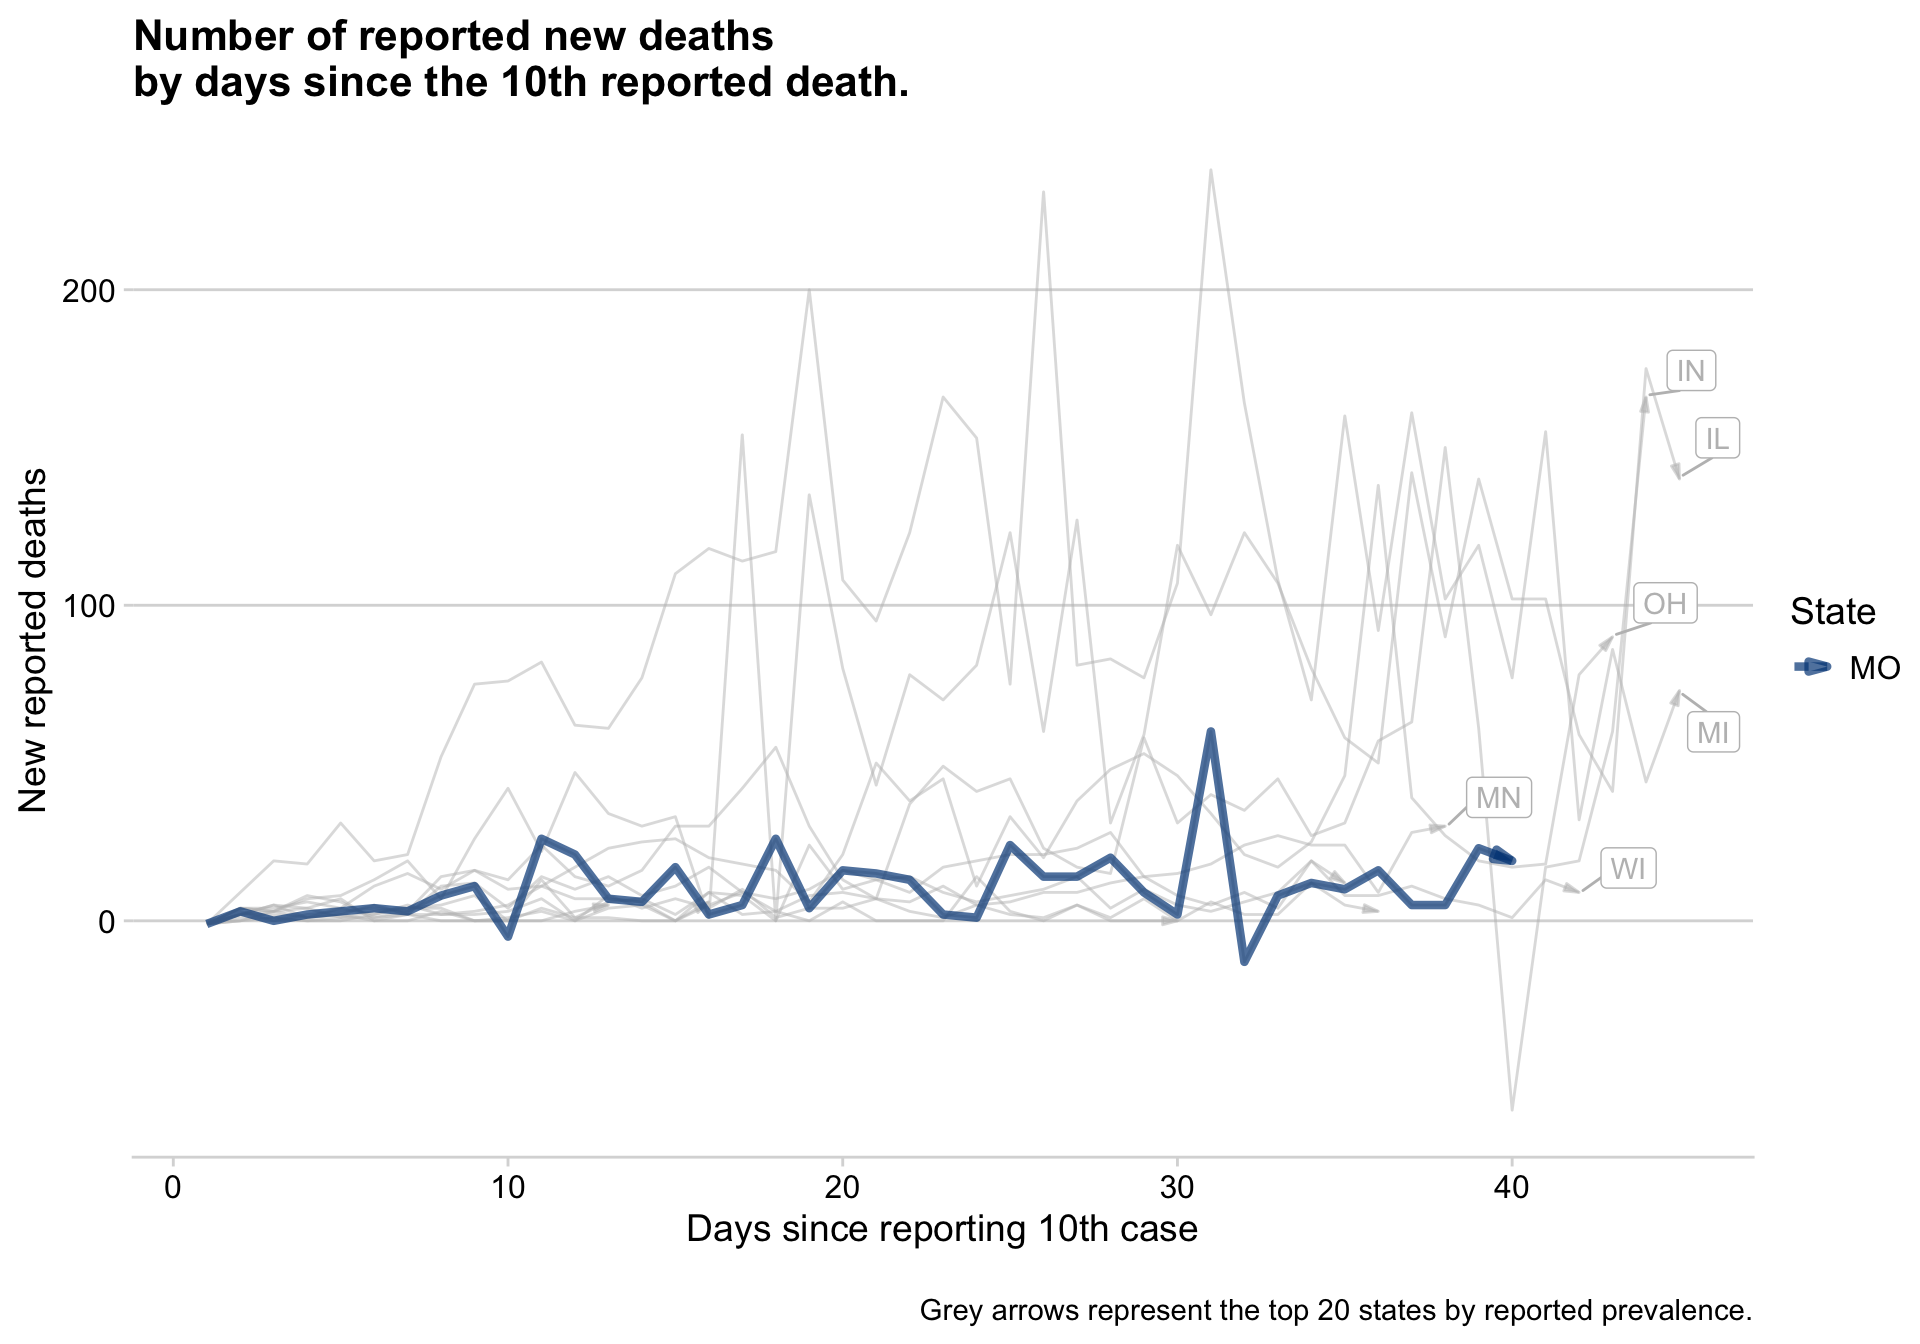 Number of reported new deaths
by days since the 10th reported death.
New reported deaths
200
100
0
IN
IL
OH
MI
MN
WI
State
MO
0 10 20 30 40
Days since reporting 10th case
Grey arrows represent the top 20 states by reported prevalence.